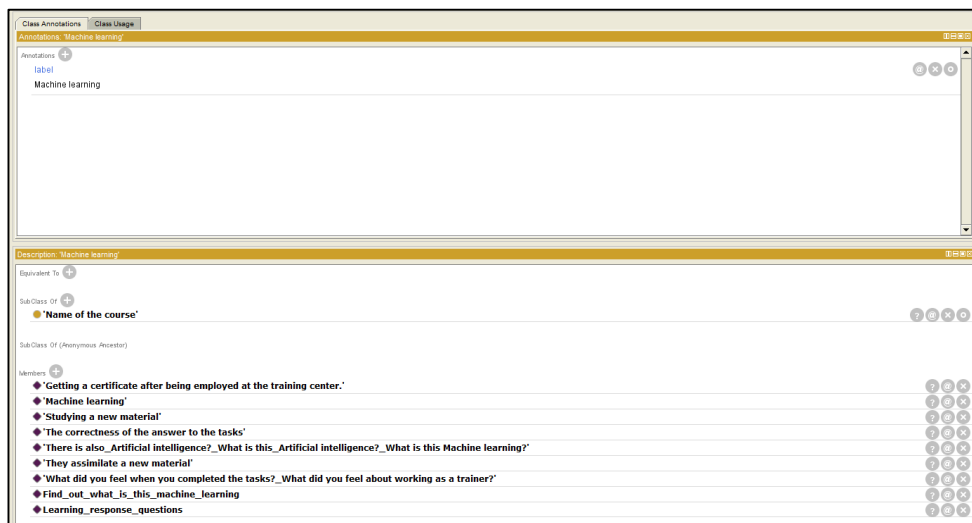 Class Annotations Class Usage
Annotations: 'Machine learning'
Annotations
label
Machine learning
Description: 'Machine learning'
Equivalent To
SubClass Of
'Name of the course'
SubClass Of (Anonymous Ancestor)
Members
'Getting a certificate after being employed at the training center.'
'Machine learning'
'Studying a new material'
'The correctness of the answer to the tasks'
'There is also_Artificial intelligence?_What is this_Artificial intelligence?_What is this Machine learning?'
'They assimilate a new material'
'What did you feel when you completed the tasks?_What did you feel about working as a trainer?'
Find_out_what_is_this_machine_learning
Learning_response_questions